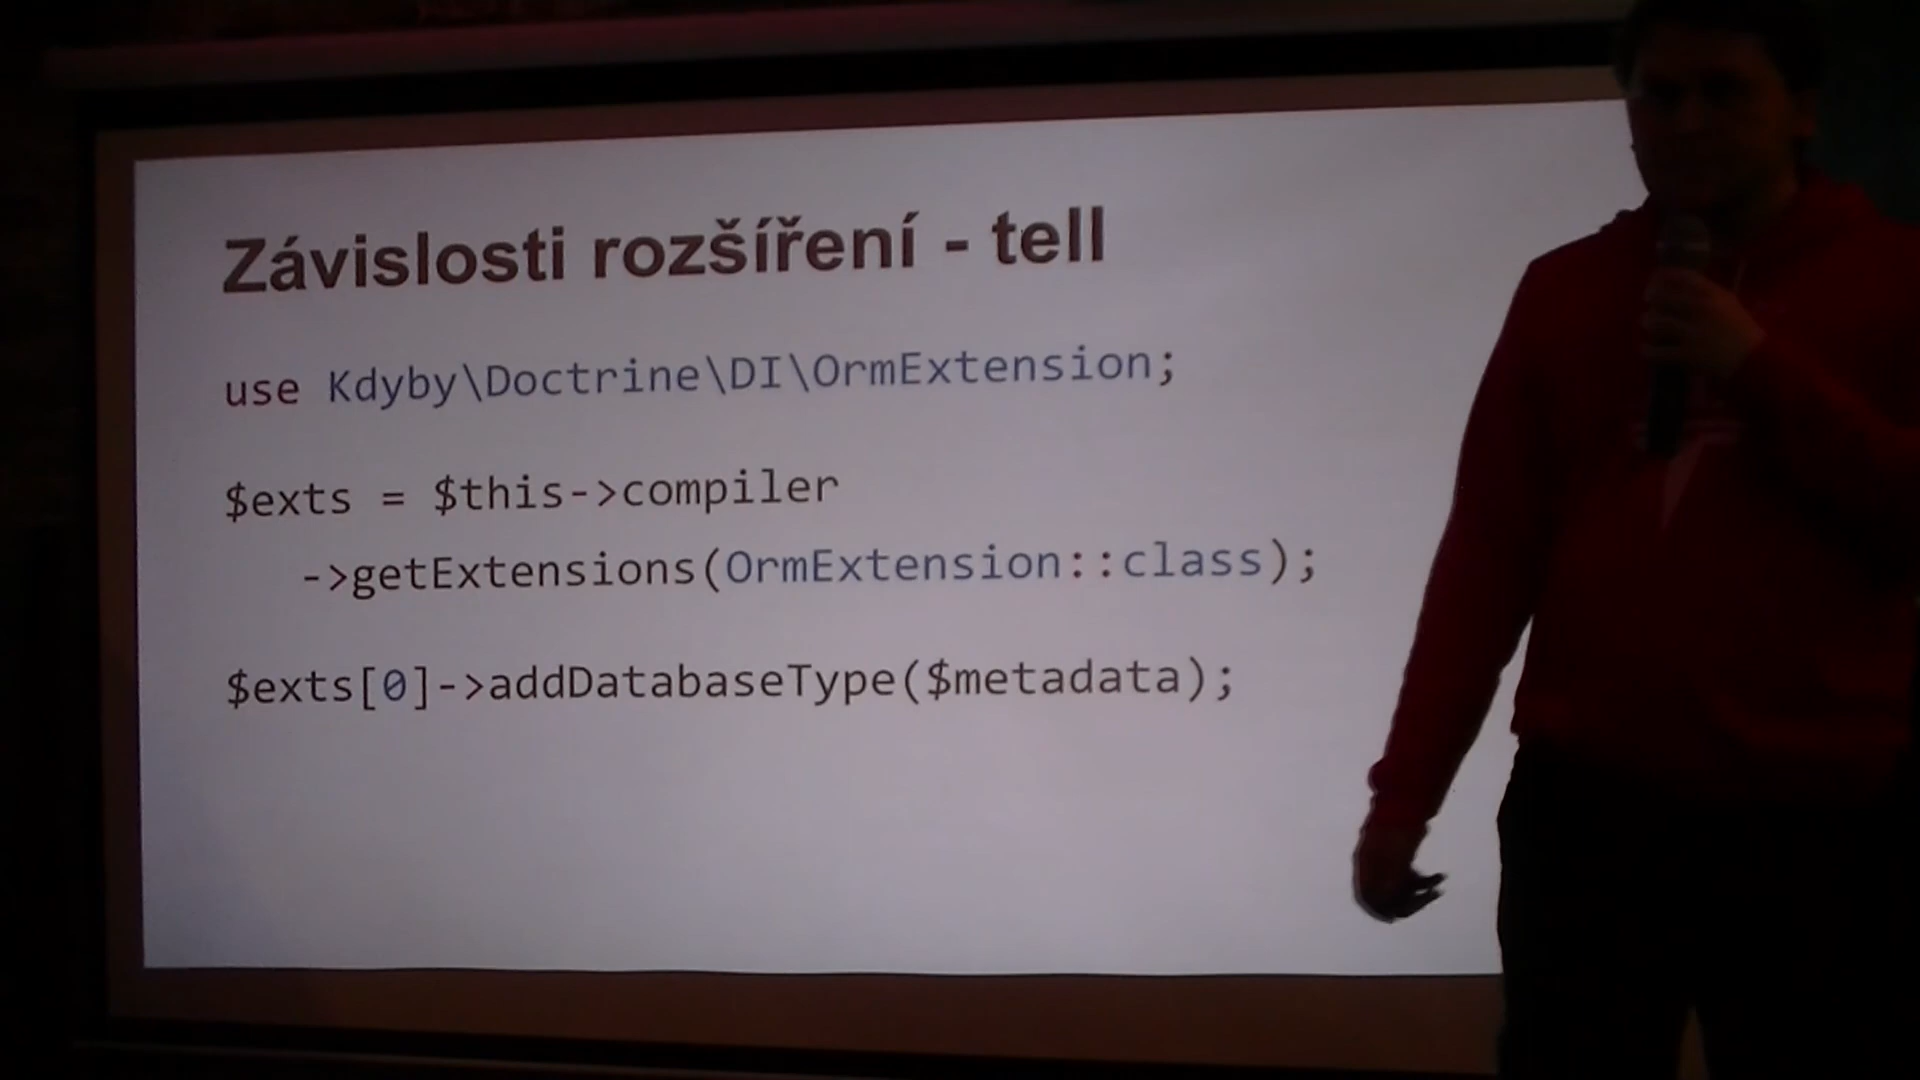 Závislosti rozšíření - tell
use Kdyby\Doctrine\DI\OrmExtension;
$exts = $this->compiler
->getExtensions(OrmExtension::class);
$exts[0]->addDatabaseType($metadata);